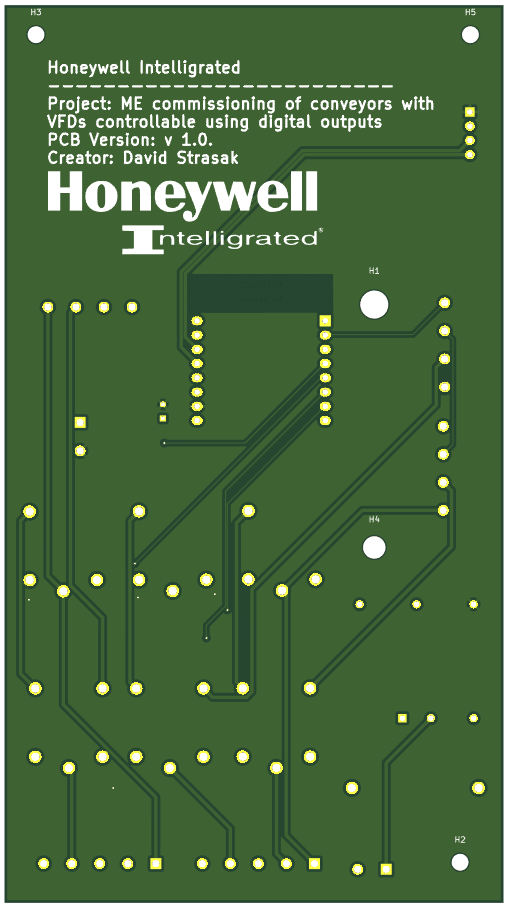 H3
H5
Honeywell Intelligrated
---------------------------
Project: ME commissioning of conveyors with
VFDs controllable using digital outputs
PCB Version: v 1.0.
Creator: David Strasak
Honeywell
Intelligrated®
H1
H4
H2